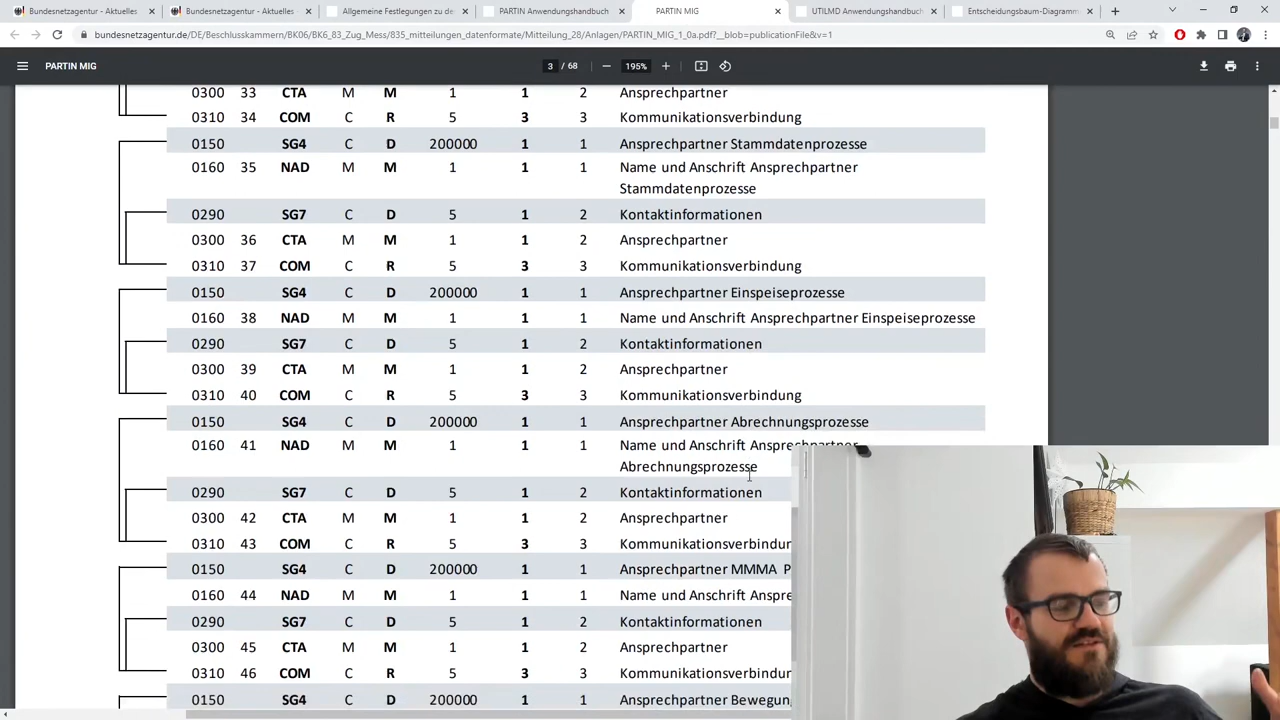 Bundesnetzagentur - Aktuelles
Bundesnetzagentur - Aktuelles
Allgemeine Festlegungen zu de
PARTIN Anwendungshandbuch
PARTIN MIG
UTILMD Anwendungshandbuch
Entscheidungsbaum-Diagramm
bundesnetzagentur.de/DE/Beschlusskammern/BK06/BK6_83_Zug_Mess/835_mitteilungen_datenformate/Mitteilung_28/Anlagen/PARTIN_MIG_1_0a.pdf?__blob=publicationFile&v=1
PARTIN MIG
3 / 68
195%
0300 33 CTA M M 1 1 2 Ansprechpartner
0310 34 COM C R 5 3 3 Kommunikationsverbindung
0150 SG4 C D 200000 1 1 Ansprechpartner Stammdatenprozesse
0160 35 NAD M M 1 1 1 Name und Anschrift Ansprechpartner
Stammdatenprozesse
0290 SG7 C D 5 1 2 Kontaktinformationen
0300 36 CTA M M 1 1 2 Ansprechpartner
0310 37 COM C R 5 3 3 Kommunikationsverbindung
0150 SG4 C D 200000 1 1 Ansprechpartner Einspeiseprozesse
0160 38 NAD M M 1 1 1 Name und Anschrift Ansprechpartner Einspeiseprozesse
0290 SG7 C D 5 1 2 Kontaktinformationen
0300 39 CTA M M 1 1 2 Ansprechpartner
0310 40 COM C R 5 3 3 Kommunikationsverbindung
0150 SG4 C D 200000 1 1 Ansprechpartner Abrechnungsprozesse
0160 41 NAD M M 1 1 1 Name und Anschrift Ansprechpartner
Abrechnungsprozesse
0290 SG7 C D 5 1 2 Kontaktinformationen
0300 42 CTA M M 1 1 2 Ansprechpartner
0310 43 COM C R 5 3 3 Kommunikationsverbindun
0150 SG4 C D 200000 1 1 Ansprechpartner MMMA P
0160 44 NAD M M 1 1 1 Name und Anschrift Anspre
0290 SG7 C D 5 1 2 Kontaktinformationen
0300 45 CTA M M 1 1 2 Ansprechpartner
0310 46 COM C R 5 3 3 Kommunikationsverbindun
0150 SG4 C D 200000 1 1 Ansprechpartner Bewegun